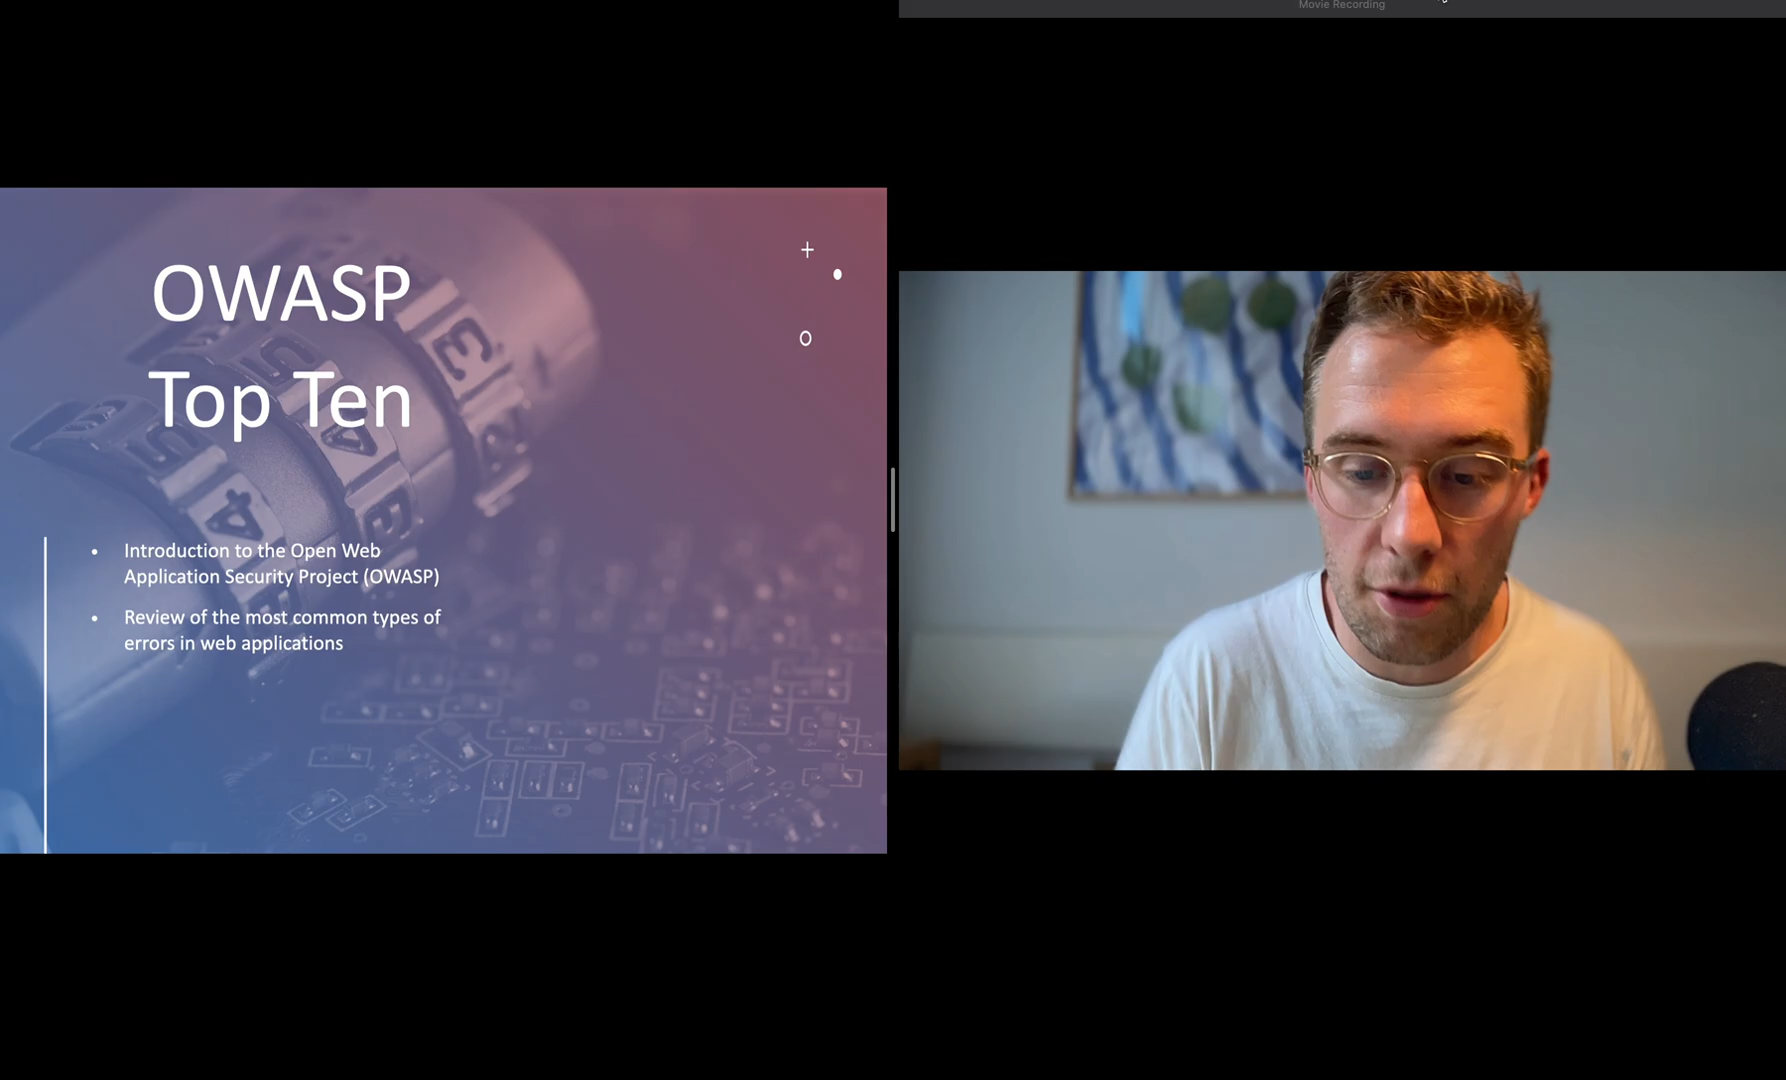 Movie Recording
OWASP
Top Ten
• Introduction to the Open Web
Application Security Project (OWASP)
• Review of the most common types of
errors in web applications